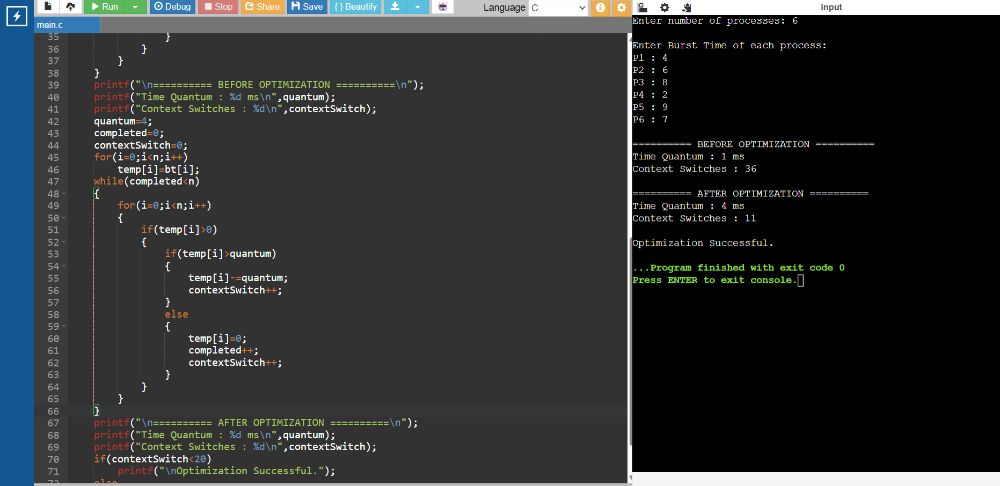 Run
Debug
Stop
Share
Save
{ } Beautify
Language C
input
main.c
35 }
36 }
37 }
38 }
39 printf("\n========== BEFORE OPTIMIZATION ==========\n");
40 printf("Time Quantum : %d ms\n",quantum);
41 printf("Context Switches : %d\n",contextSwitch);
42 quantum=4;
43 completed=0;
44 contextSwitch=0;
45 for(i=0;i<n;i++)
46 temp[i]=bt[i];
47 while(completed<n)
48 {
49 for(i=0;i<n;i++)
50 {
51 if(temp[i]>0)
52 {
53 if(temp[i]>quantum)
54 {
55 temp[i]-=quantum;
56 contextSwitch++;
57 }
58 else
59 {
60 temp[i]=0;
61 completed++;
62 contextSwitch++;
63 }
64 }
65 }
66 }
67 printf("\n========== AFTER OPTIMIZATION ==========\n");
68 printf("Time Quantum : %d ms\n",quantum);
69 printf("Context Switches : %d\n",contextSwitch);
70 if(contextSwitch<20)
71 printf("\nOptimization Successful.");
72 else
Enter number of processes: 6
Enter Burst Time of each process:
P1 : 4
P2 : 6
P3 : 8
P4 : 2
P5 : 9
P6 : 7
========== BEFORE OPTIMIZATION ==========
Time Quantum : 1 ms
Context Switches : 36
========== AFTER OPTIMIZATION ==========
Time Quantum : 4 ms
Context Switches : 11
Optimization Successful.
...Program finished with exit code 0
Press ENTER to exit console.